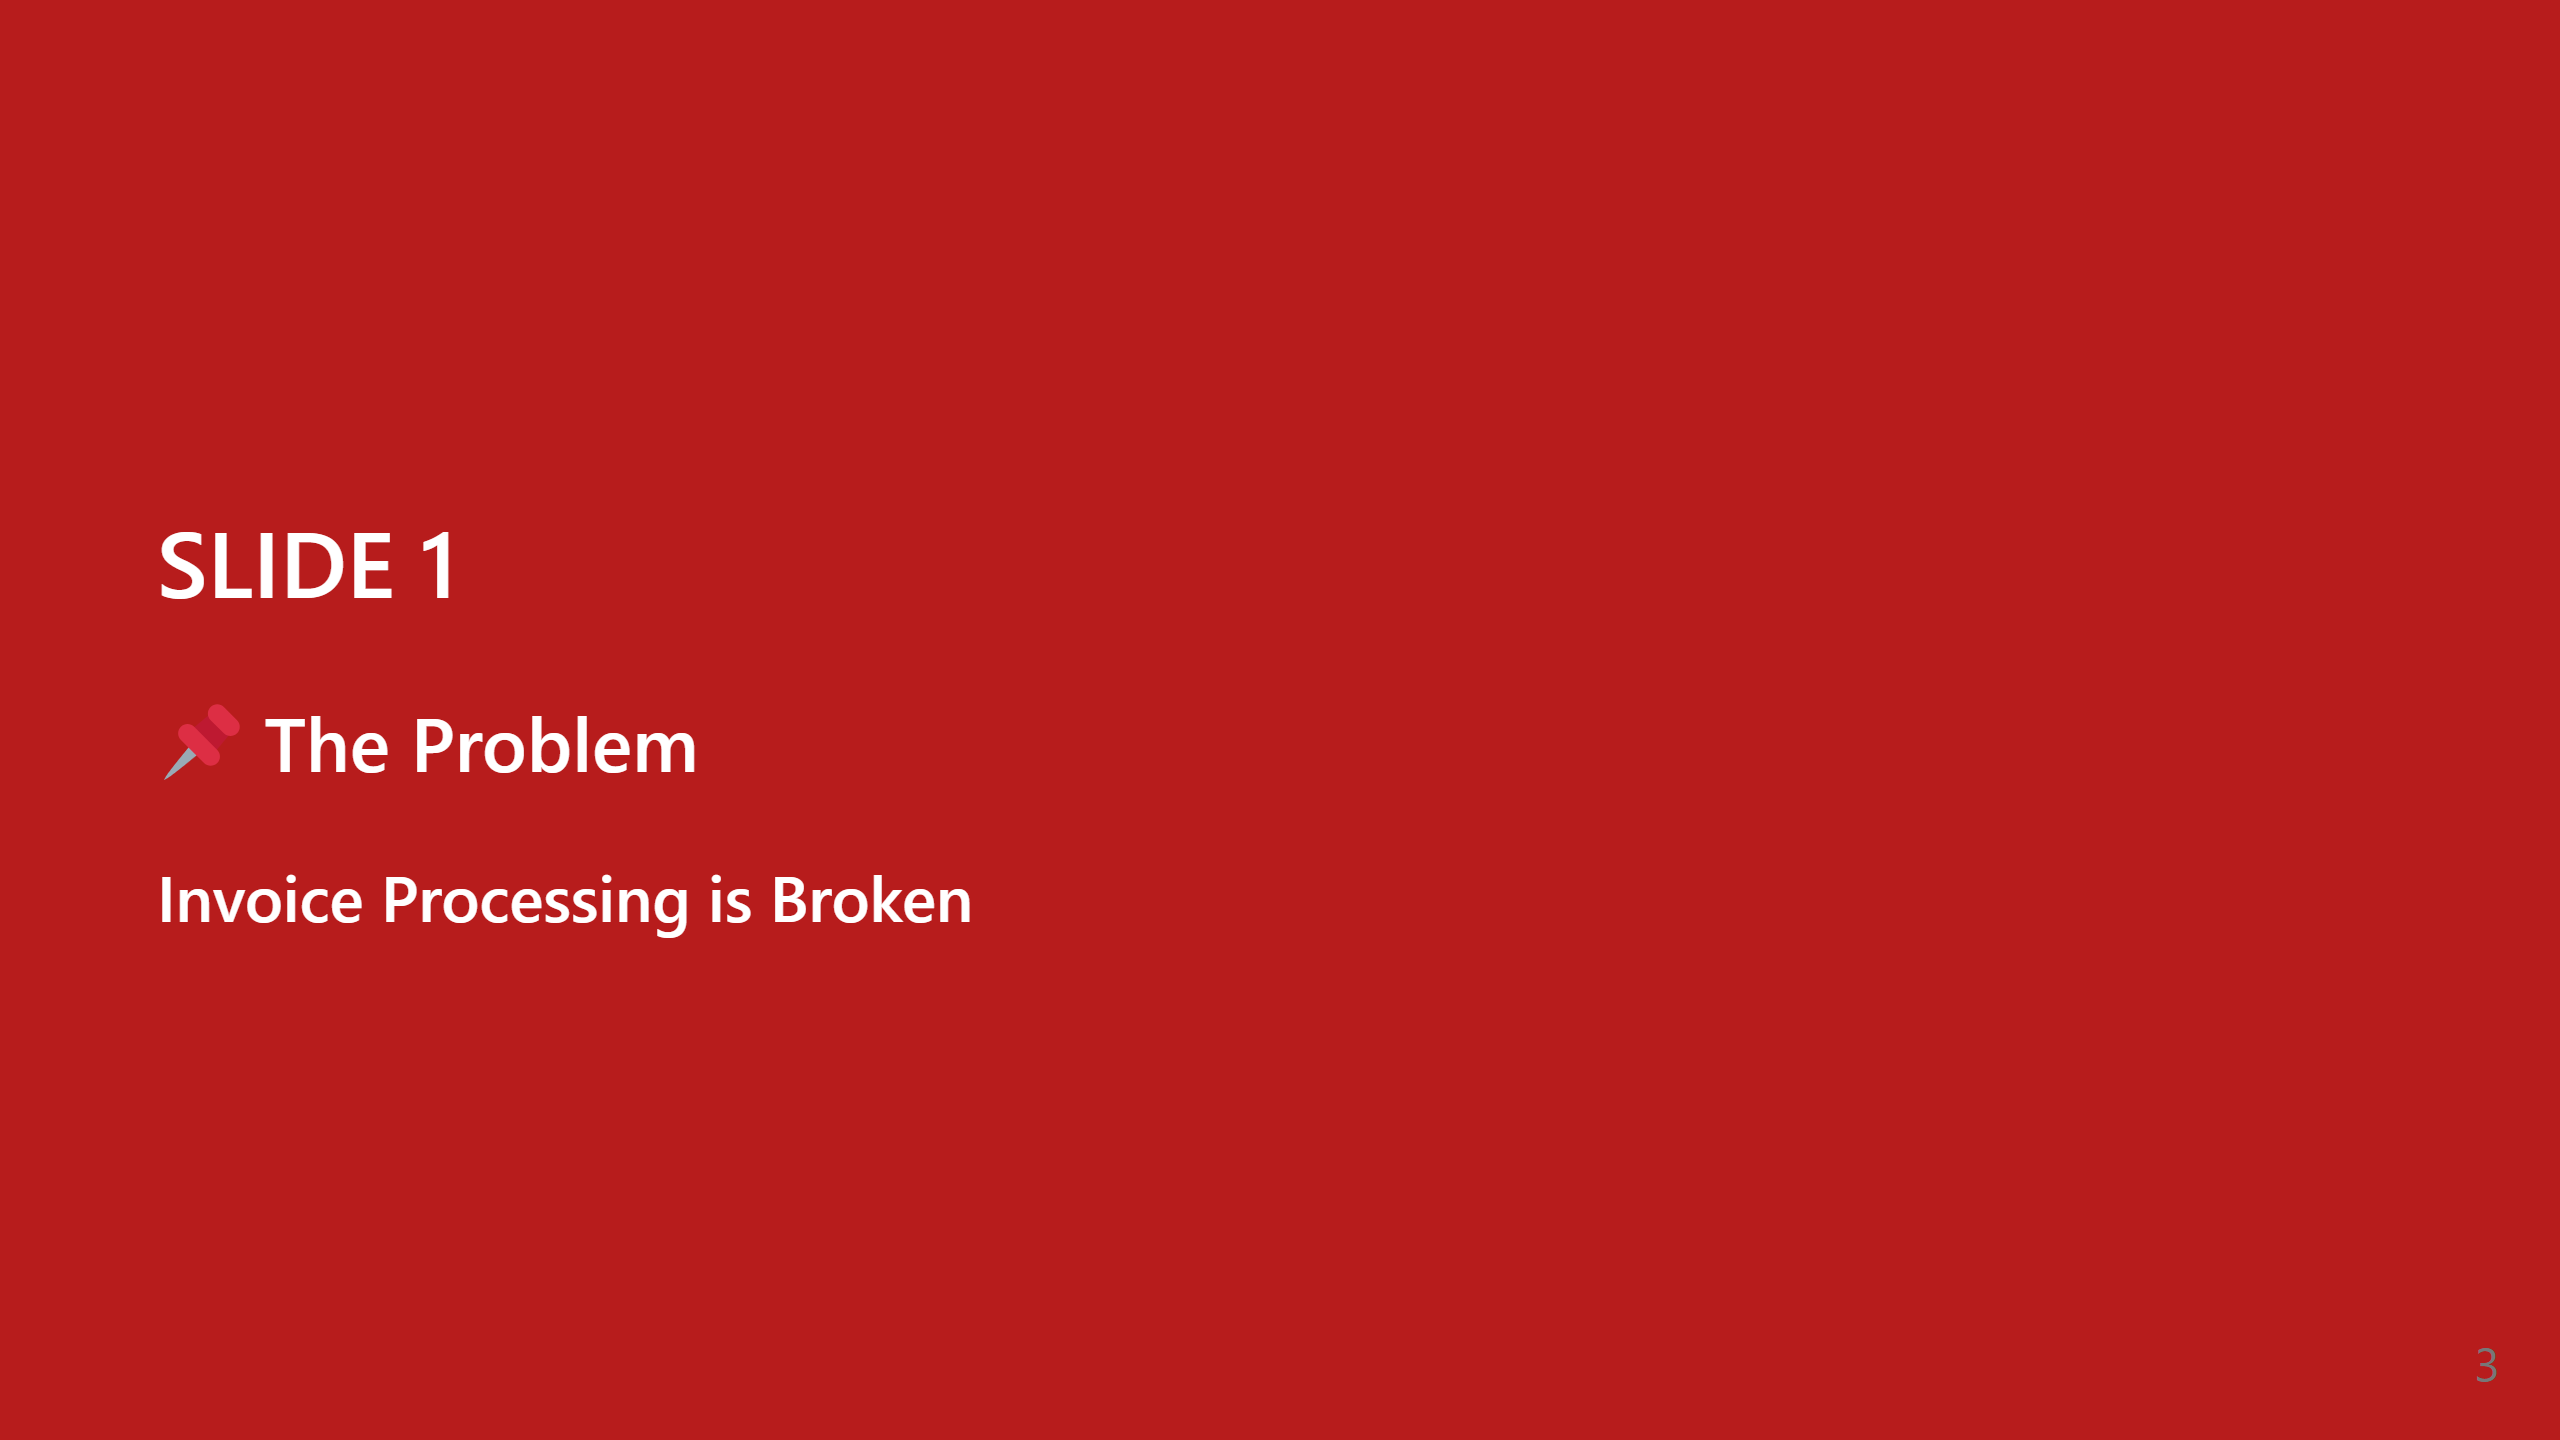 SLIDE 1
📌 The Problem
Invoice Processing is Broken
3